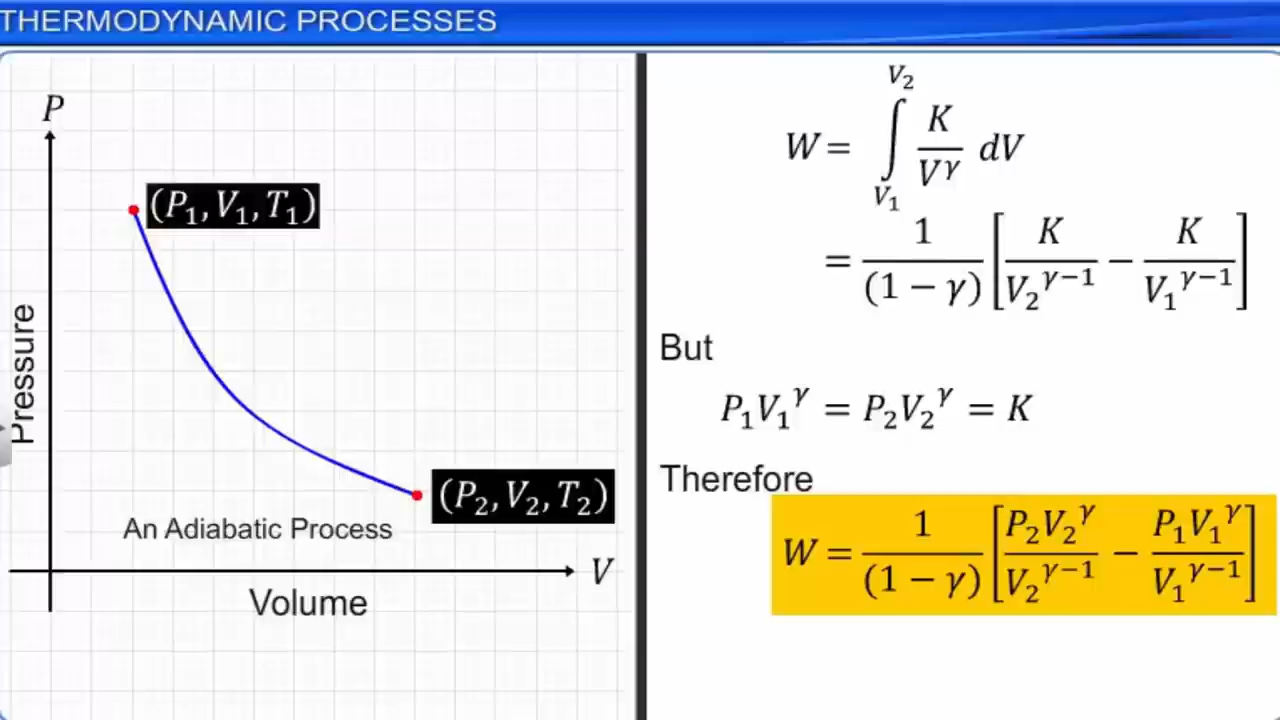 THERMODYNAMIC PROCESSES
P
(P₁, V₁, T₁)
Pressure
(P₂, V₂, T₂)
An Adiabatic Process
V
Volume
W = ∫_{V₁}^{V₂} K/V^γ dV
= 1/(1 − γ) [K/V₂^{γ−1} − K/V₁^{γ−1}]
But
P₁V₁^γ = P₂V₂^γ = K
Therefore
W = 1/(1 − γ) [P₂V₂^γ/V₂^{γ−1} − P₁V₁^γ/V₁^{γ−1}]